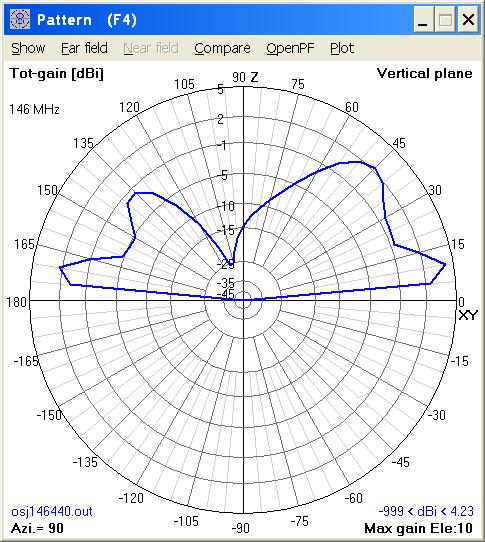 Pattern (F4)
Show Far field Near field Compare OpenPF Plot
Tot-gain [dBi] Vertical plane
146 MHz
90 Z
105 75
120 60
135 45
150 30
165 15
180 0
XY
-165 -15
-150 -30
-135 -45
-120 -60
-105 -75
-90
5
2
-1
-5
-10
-15
-25
-35
-45
osj146440.out -999 < dBi < 4.23
Azi.= 90 Max gain Ele:10